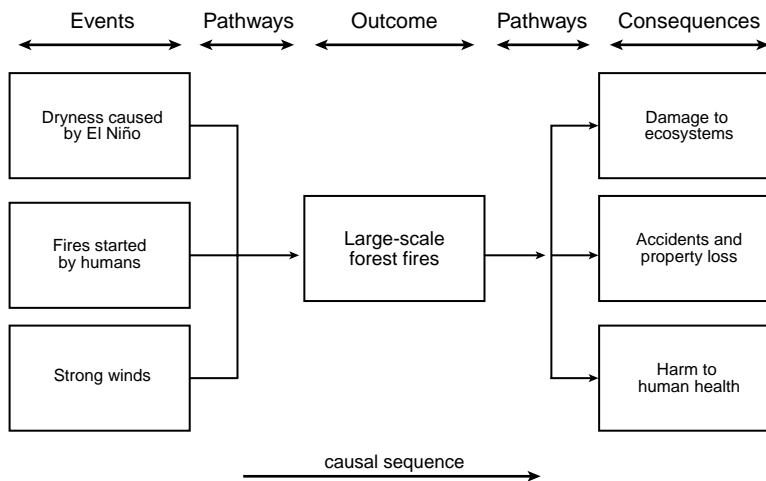 Events
Pathways
Outcome
Pathways
Consequences
Dryness caused
by El Niño
Fires started
by humans
Strong winds
Large-scale
forest fires
Damage to
ecosystems
Accidents and
property loss
Harm to
human health
causal sequence